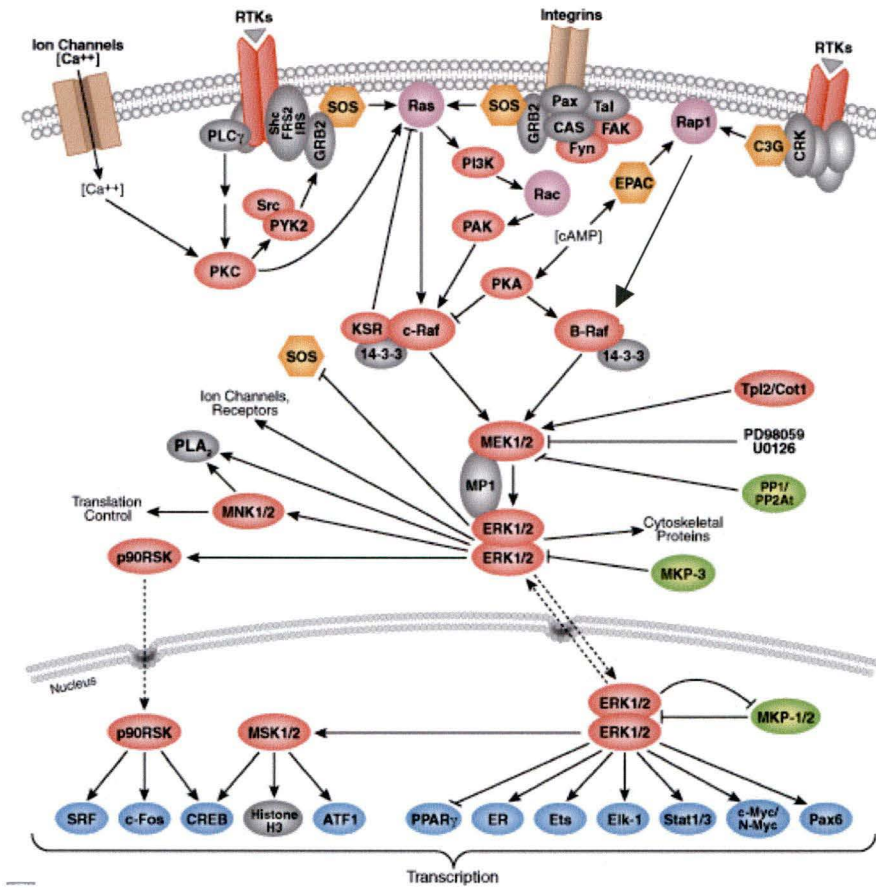 RTKs
Integrins
Ion Channels
[Ca++]
RTKs
SOS
Ras
SOS
Pax
Tal
GRB2
CAS
FAK
Fyn
Rap1
C3G
CRK
PLCγ
Shc
FRS2
IRS
GRB2
PI3K
EPAC
[Ca++]
Src
PYK2
Rac
PAK
[cAMP]
PKC
PKA
KSR
c-Raf
14-3-3
B-Raf
14-3-3
SOS
Tpl2/Cot1
Ion Channels,
Receptors
MEK1/2
PD98059
U0126
PLA2
MP1
PP1/
PP2At
Translation
Control
MNK1/2
ERK1/2
Cytoskeletal
Proteins
p90RSK
ERK1/2
MKP-3
Nucleus
ERK1/2
MKP-1/2
p90RSK
MSK1/2
ERK1/2
SRF
c-Fos
CREB
Histone
H3
ATF1
PPARγ
ER
Ets
Elk-1
Stat1/3
c-Myc/
N-Myc
Pax6
Transcription